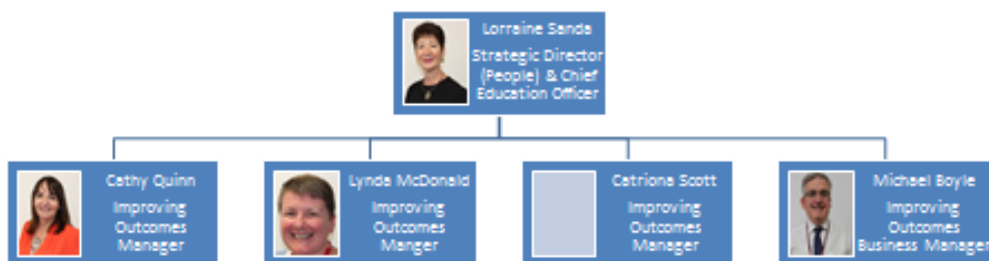 Lorraine Sanda
Strategic Director
(People) & Chief
Education Officer
Cathy Quinn
Improving
Outcomes
Manager
Lynda McDonald
Improving
Outcomes
Manger
Catriona Scott
Improving
Outcomes
Manager
Michael Boyle
Improving
Outcomes
Business Manager